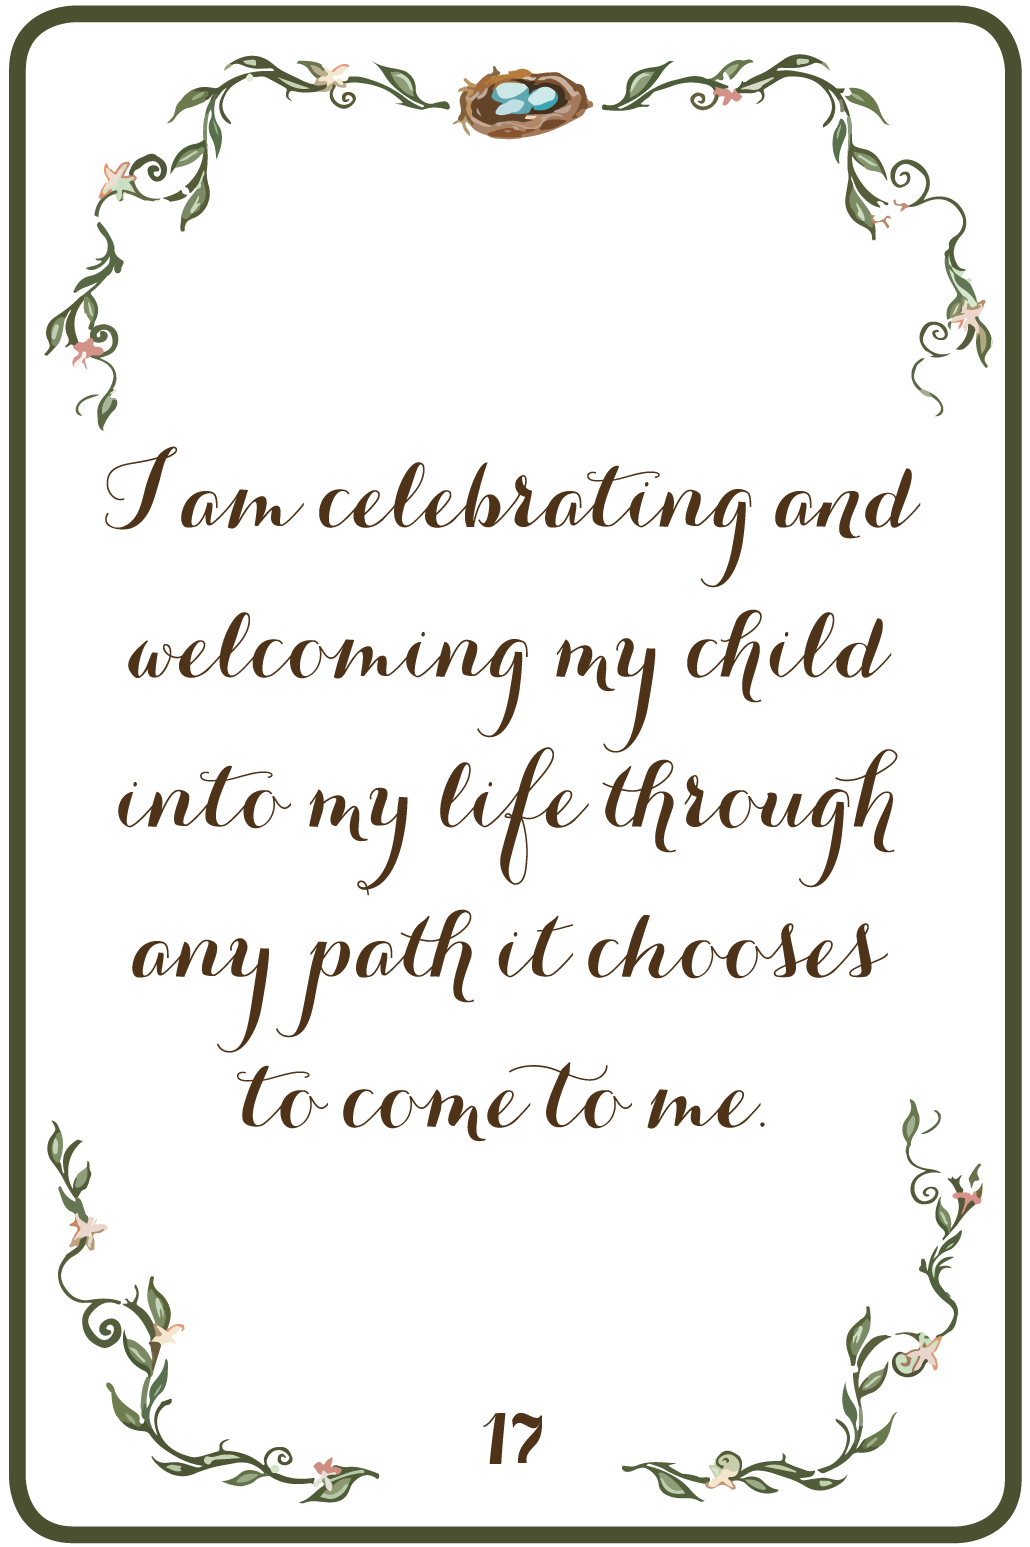 I am celebrating and
welcoming my child
into my life through
any path it chooses
to come to me.
17